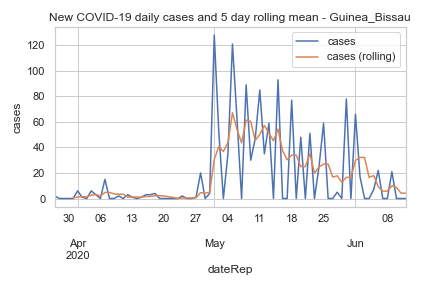 New COVID-19 daily cases and 5 day rolling mean - Guinea_Bissau
cases
cases (rolling)
120
100
80
60
40
20
0
cases
30 06 13 20 27 04 11 18 25 08
Apr May Jun
2020
dateRep